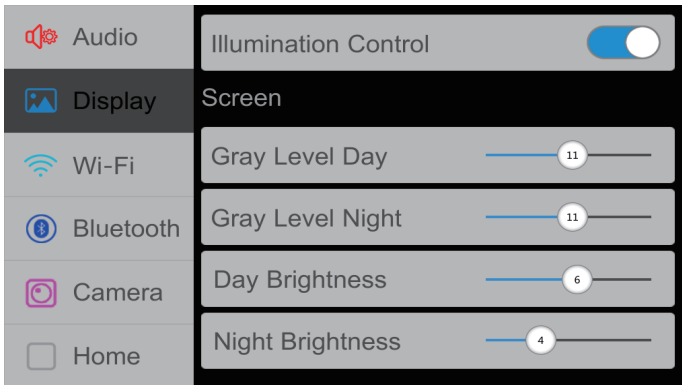 Audio
Display
Wi-Fi
Bluetooth
Camera
Home
Illumination Control
Screen
Gray Level Day 11
Gray Level Night 11
Day Brightness 6
Night Brightness 4